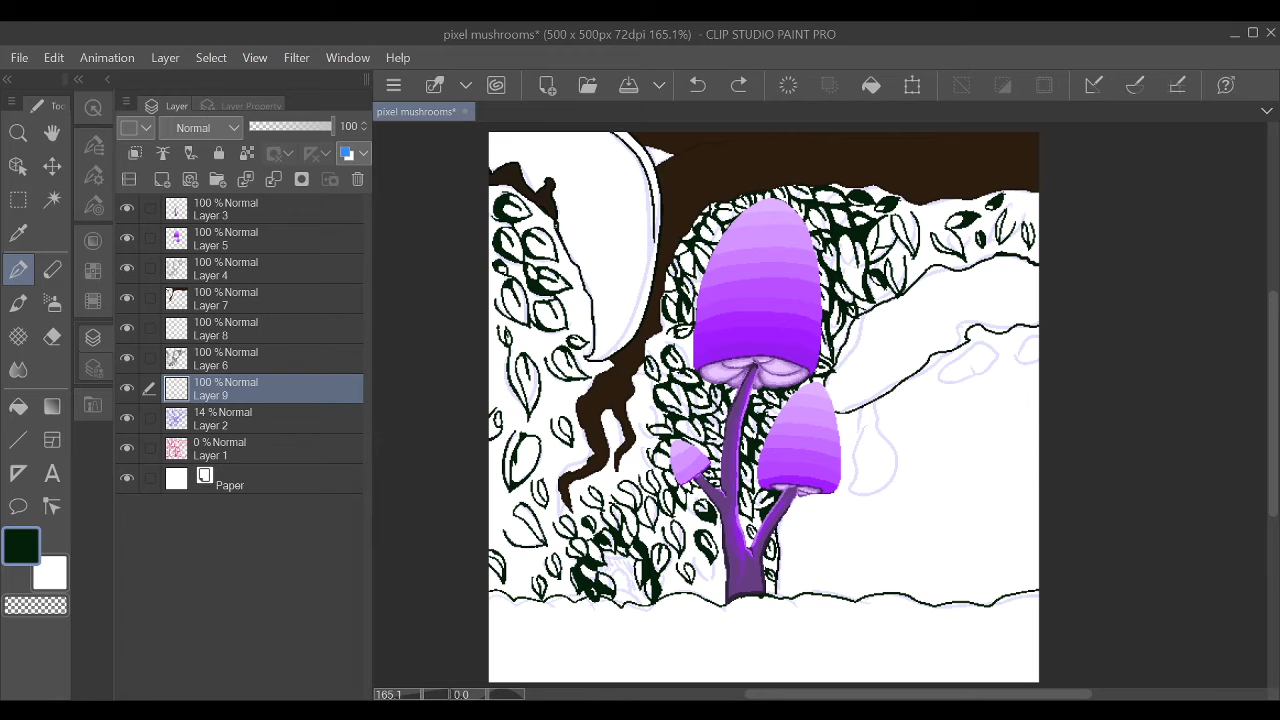 pixel mushrooms* (500 x 500px 72dpi 165.1%) - CLIP STUDIO PAINT PRO
File Edit Animation Layer Select View Filter Window Help
Toc Layer Layer Property pixel mushrooms*
Normal 100
100 % Normal
Layer 3
100 % Normal
Layer 5
100 % Normal
Layer 4
100 % Normal
Layer 7
100 % Normal
Layer 8
100 % Normal
Layer 6
100 % Normal
Layer 9
14 % Normal
Layer 2
0 % Normal
Layer 1
Paper
165.1 0.0